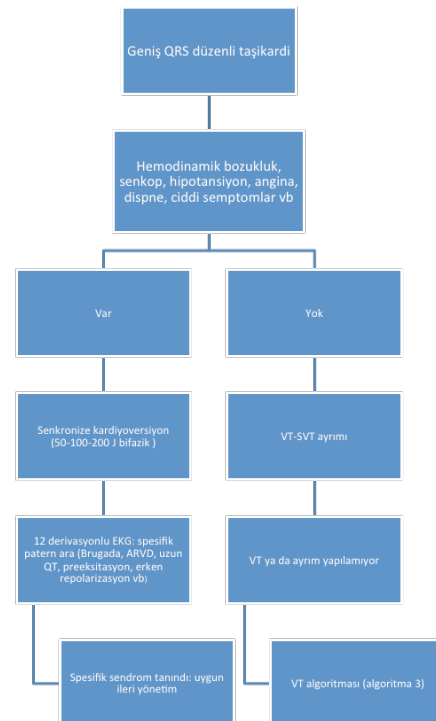 Geniş QRS düzenli taşikardi
Hemodinamik bozukluk,
senkop, hipotansiyon, angina,
dispne, ciddi semptomlar vb
Var
Yok
Senkronize kardiyoversiyon
(50-100-200 J bifazik )
VT-SVT ayrımı
12 derivasyonlu EKG: spesifik
patern ara (Brugada, ARVD, uzun
QT, preeksitasyon, erken
repolarizasyon vb)
VT ya da ayrım yapılamıyor
Spesifik sendrom tanındı: uygun
ileri yönetim
VT algoritması (algoritma 3)